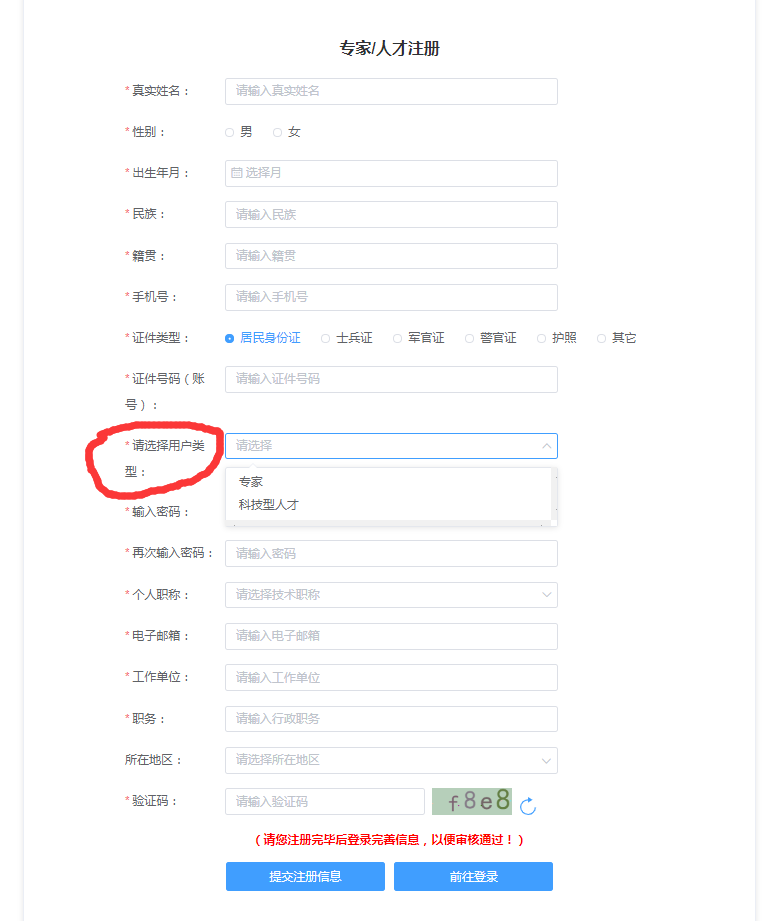 专家/人才注册
*真实姓名： 请输入真实姓名
*性别： 男 女
*出生年月： 选择月
*民族： 请输入民族
*籍贯： 请输入籍贯
*手机号： 请输入手机号
*证件类型： 居民身份证 士兵证 军官证 警官证 护照 其它
*证件号码（账号）： 请输入证件号码
*请选择用户类型： 请选择
专家
科技型人才
*输入密码：
*再次输入密码： 请输入密码
*个人职称： 请选择技术职称
*电子邮箱： 请输入电子邮箱
*工作单位： 请输入工作单位
*职务： 请输入行政职务
所在地区： 请选择所在地区
*验证码： 请输入验证码 f8e8
（请您注册完毕后登录完善信息，以便审核通过！）
提交注册信息 前往登录